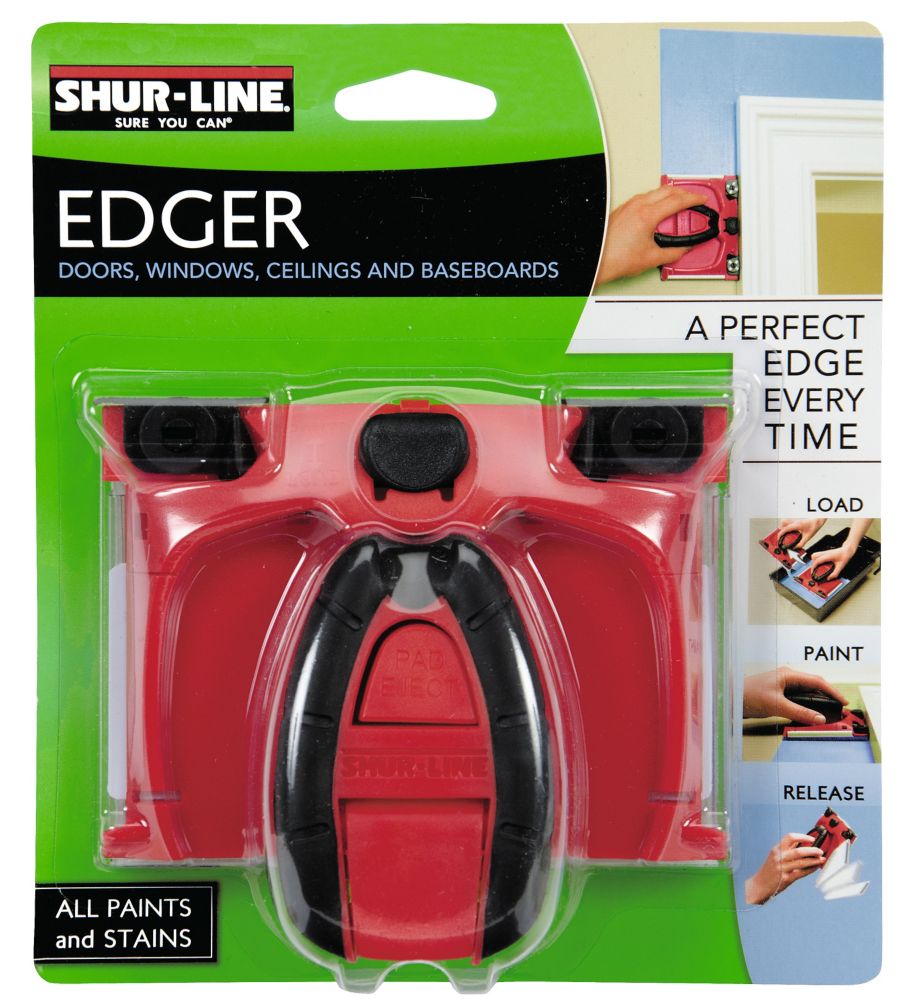 SHUR-LINE®
SURE YOU CAN®
EDGER
DOORS, WINDOWS, CEILINGS AND BASEBOARDS
A PERFECT
EDGE
EVERY
TIME
LOAD
PAINT
RELEASE
PAD
EJECT
SHUR-LINE
ALL PAINTS
and STAINS